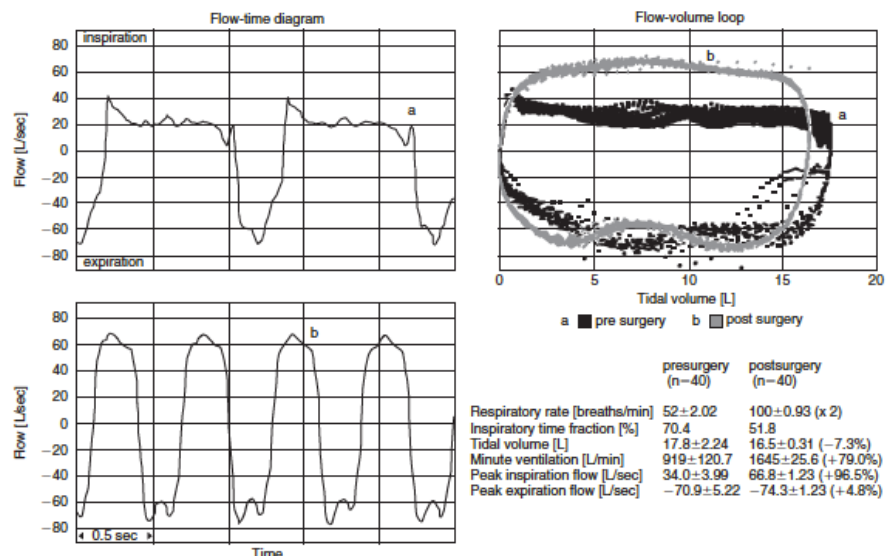 Flow-time diagram
80
inspiration
60
40
a
20
0
−20
−40
−60
−80
expiration
Flow [L/sec]
80
60
b
40
20
0
−20
−40
−60
−80
0.5 sec
Flow [L/sec]
Time
Flow-volume loop
b
a
0
5
10
15
20
Tidal volume [L]
a pre surgery b post surgery
presurgery postsurgery
(n−40) (n−40)
Respiratory rate [breaths/min] 52±2.02 100±0.93 (x 2)
Inspiratory time fraction [%] 70.4 51.8
Tidal volume [L] 17.8±2.24 16.5±0.31 (−7.3%)
Minute ventilation [L/min] 919±120.7 1645±25.6 (+79.0%)
Peak inspiration flow [L/sec] 34.0±3.99 66.8±1.23 (+96.5%)
Peak expiration flow [L/sec] −70.9±5.22 −74.3±1.23 (+4.8%)